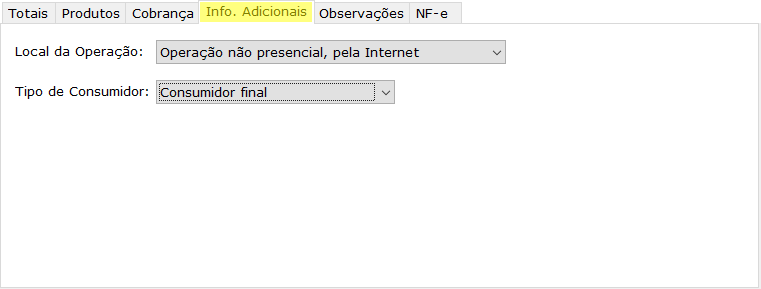 Totais Produtos Cobrança Info. Adicionais Observações NF-e
Local da Operação: Operação não presencial, pela Internet
Tipo de Consumidor: Consumidor final